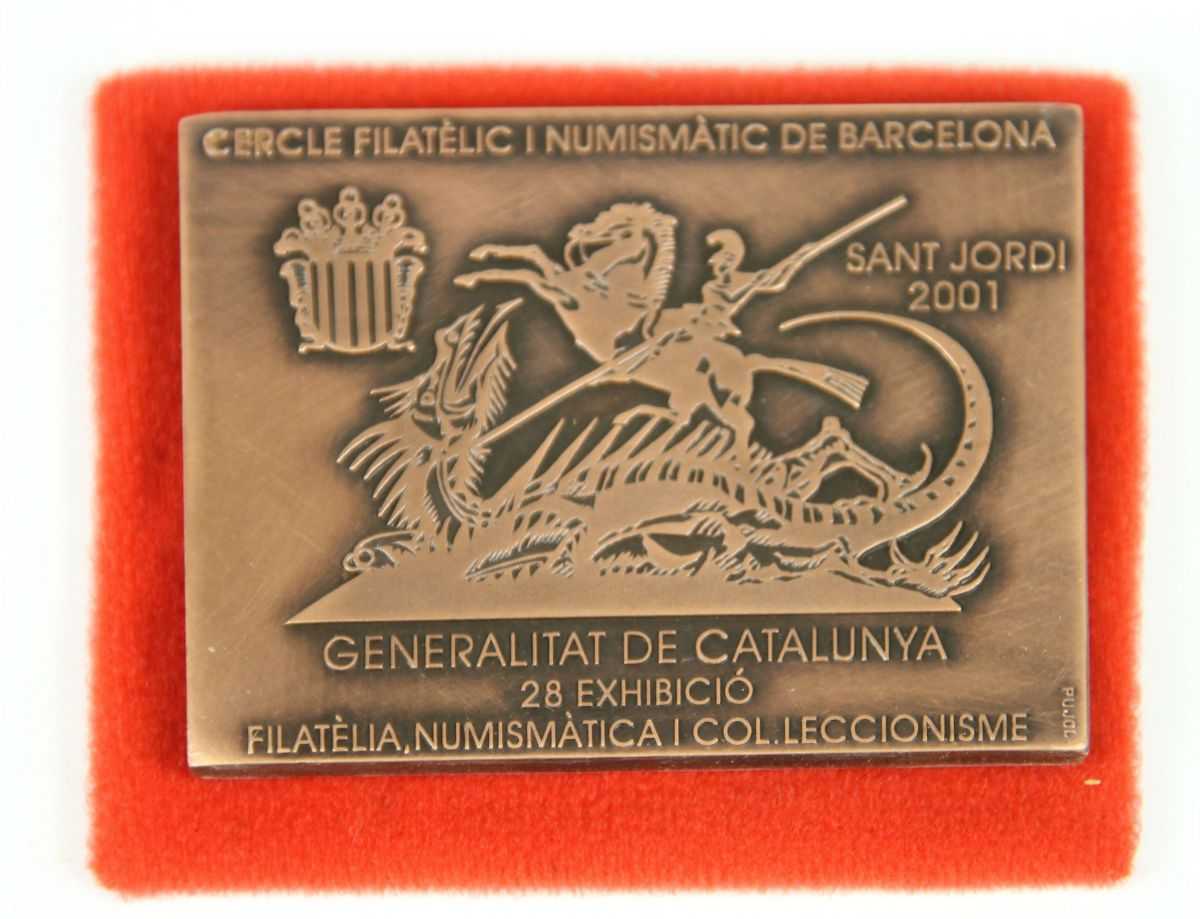 CERCLE FILATÈLIC I NUMISMÀTIC DE BARCELONA
SANT JORDI
2001
GENERALITAT DE CATALUNYA
28 EXHIBICIÓ
FILATÈLIA, NUMISMÀTICA I COL.LECCIONISME
PUJOL